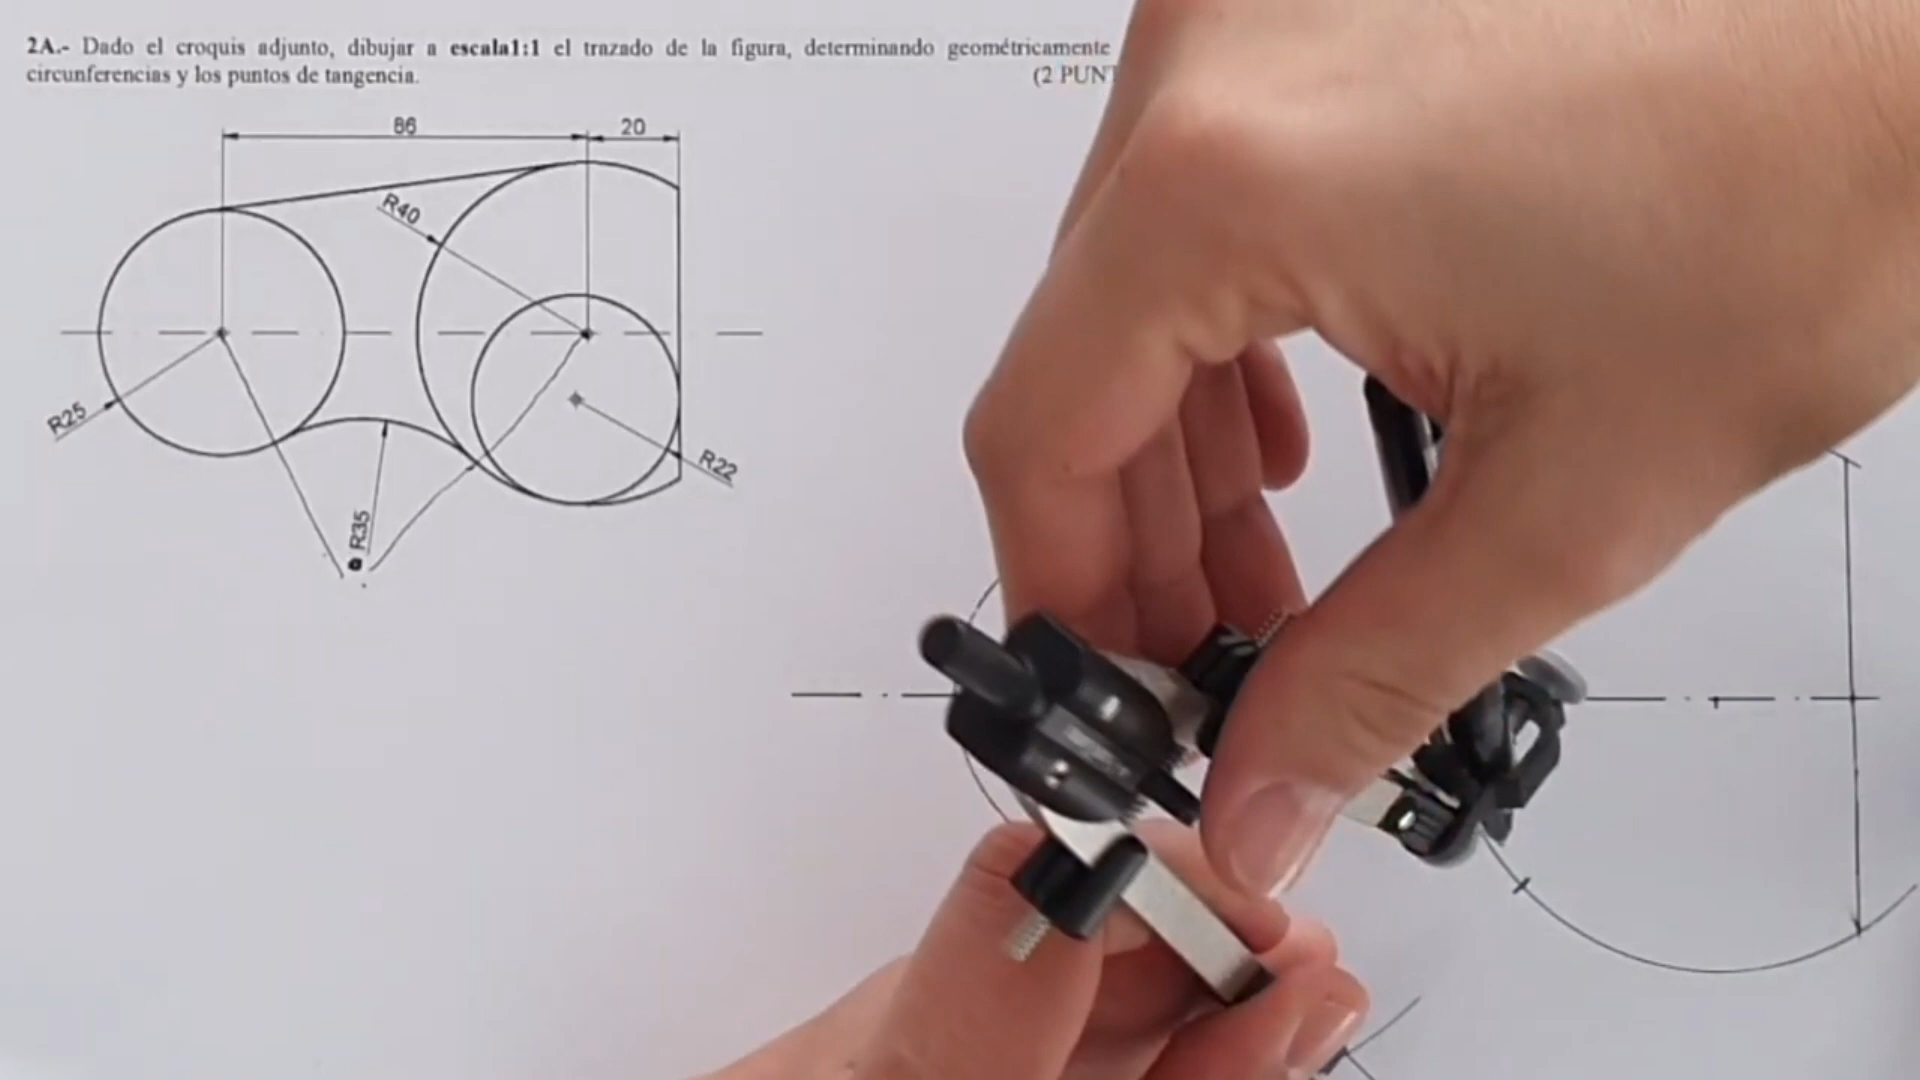 2A.- Dado el croquis adjunto, dibujar a escala1:1 el trazado de la figura, determinando geométricamente
circunferencias y los puntos de tangencia. (2 PUNT
86
20
R40
R25
R22
R35